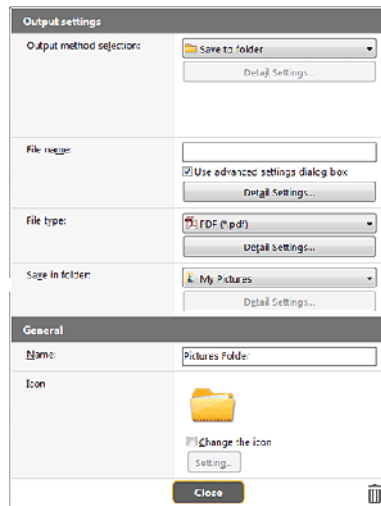 Output settings
Output method selection:
Save to folder
Detail Settings...
File name:
Use advanced settings dialog box
Detail Settings...
File type:
PDF (*.pdf)
Detail Settings...
Save in folder:
My Pictures
Detail Settings...
General
Name:
Pictures Folder
Icon
Change the icon
Setting...
Close